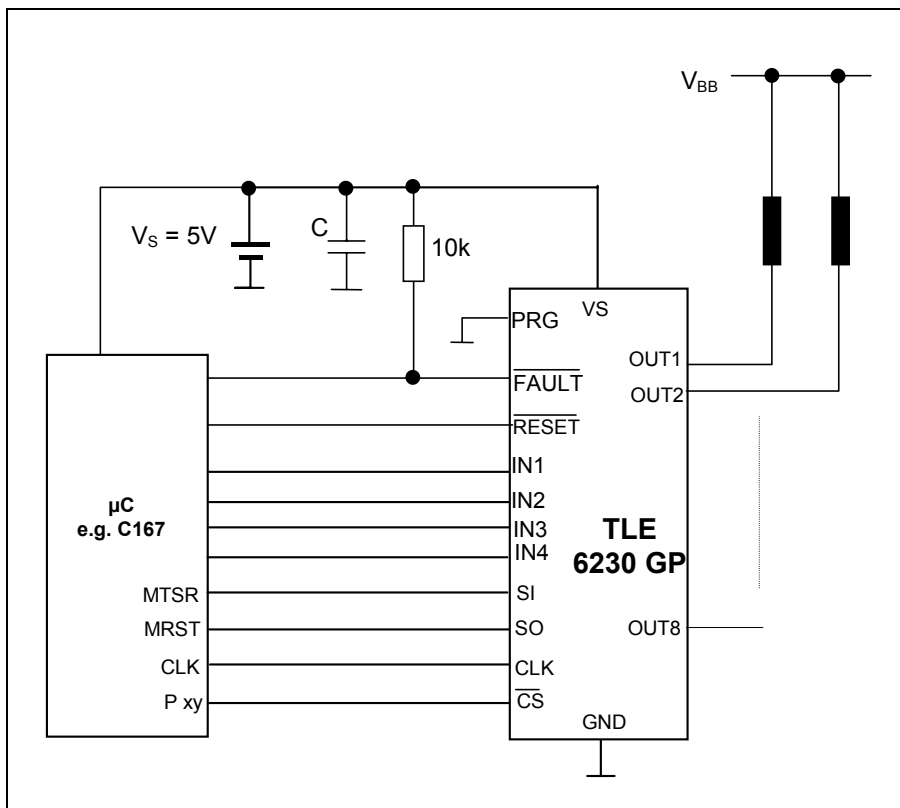 V_BB
V_S = 5V
C
10k
VS
PRG
OUT1
FAULT
OUT2
RESET
IN1
µC
e.g. C167
IN2
IN3
TLE
6230 GP
IN4
MTSR
SI
MRST
SO
OUT8
CLK
CLK
P xy
CS
GND